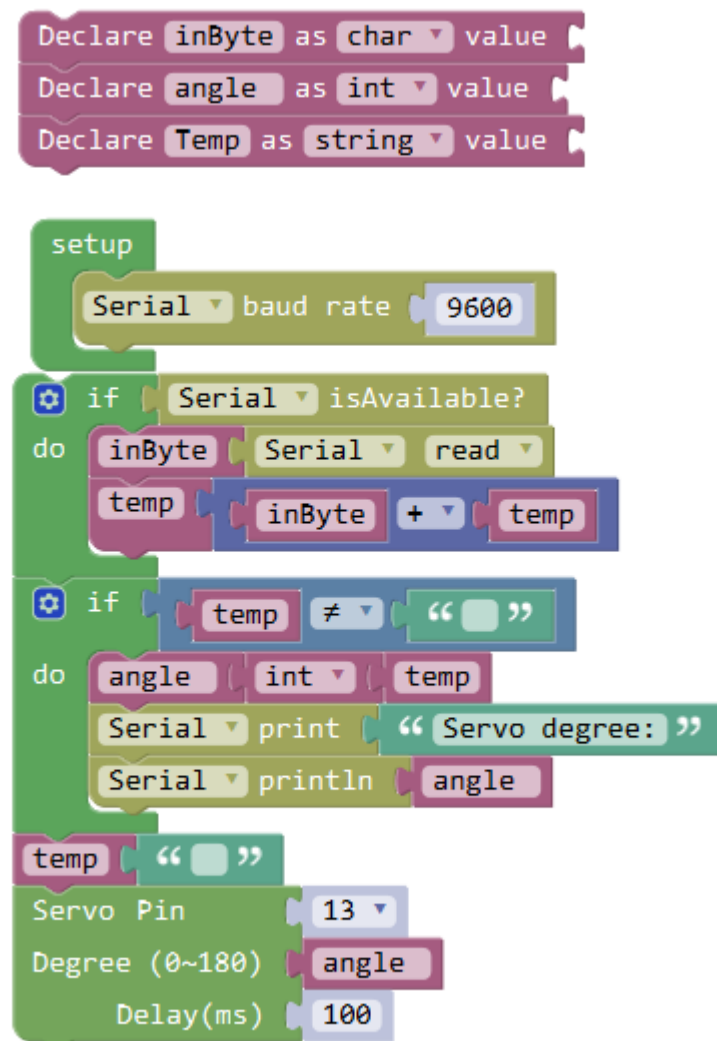 Declare inByte as char value
Declare angle as int value
Declare Temp as string value
setup
Serial baud rate 9600
if Serial isAvailable?
do inByte Serial read
temp inByte + temp
if temp ≠ “ ”
do angle int temp
Serial print “ Servo degree: ”
Serial println angle
temp “ ”
Servo Pin 13
Degree (0~180) angle
Delay(ms) 100